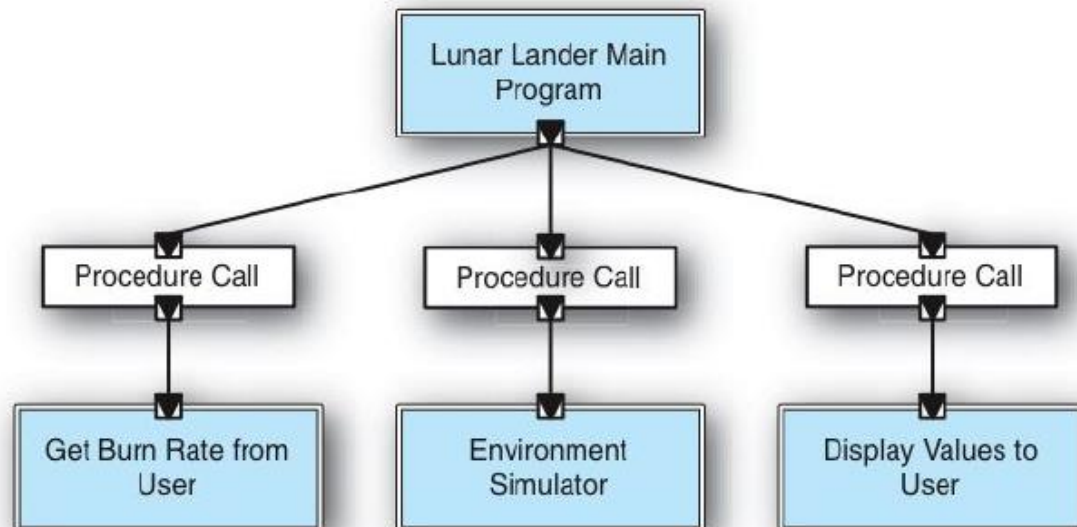 Lunar Lander Main
Program
Procedure Call
Procedure Call
Procedure Call
Get Burn Rate from
User
Environment
Simulator
Display Values to
User